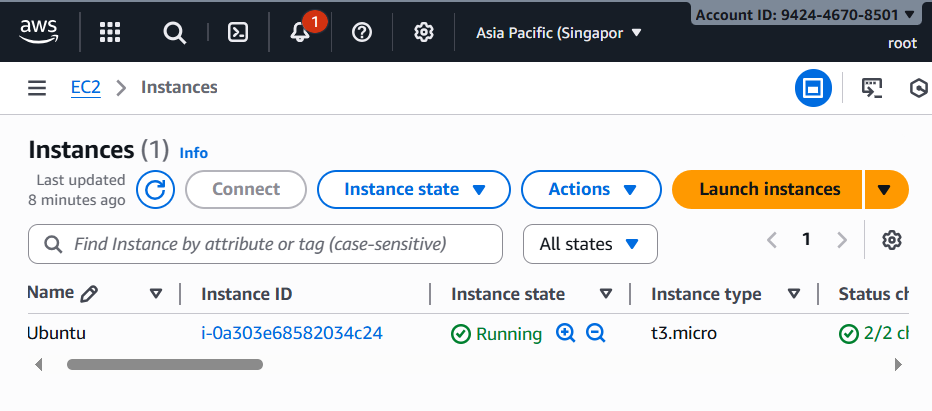 aws
1
Asia Pacific (Singapor
Account ID: 9424-4670-8501
root
EC2 > Instances
Instances (1) Info
Last updated
8 minutes ago
Connect
Instance state
Actions
Launch instances
Find Instance by attribute or tag (case-sensitive)
All states
1
Name Instance ID Instance state Instance type Status ch
Ubuntu i-0a303e68582034c24 Running t3.micro 2/2 ch